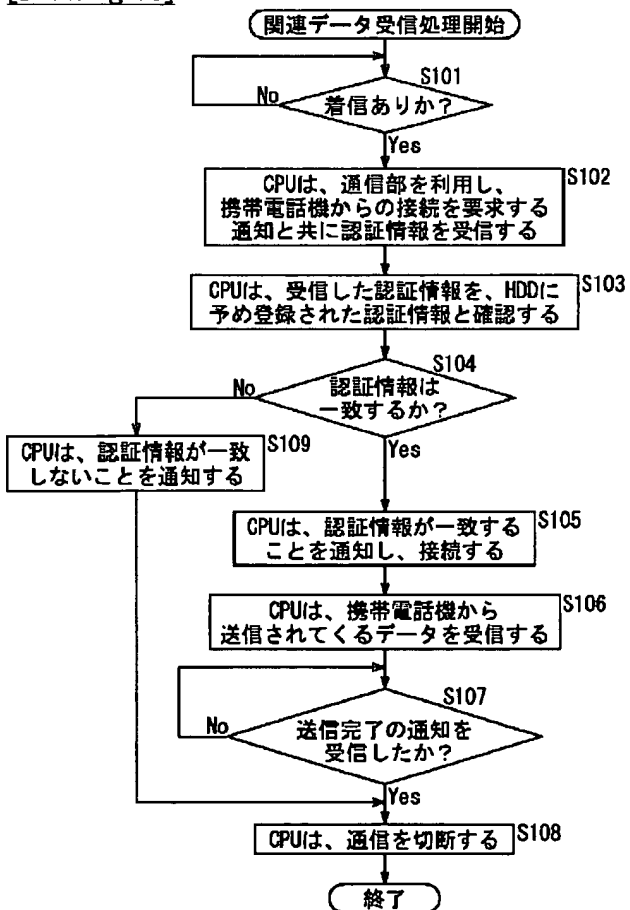 関連データ受信処理開始
S101
着信ありか？
No
Yes
S102
CPUは、通信部を利用し、
携帯電話機からの接続を要求する
通知と共に認証情報を受信する
S103
CPUは、受信した認証情報を、HDDに
予め登録された認証情報と確認する
S104
認証情報は
一致するか？
No
Yes
CPUは、認証情報が一致
しないことを通知する
S109
S105
CPUは、認証情報が一致する
ことを通知し、接続する
S106
CPUは、携帯電話機から
送信されてくるデータを受信する
S107
送信完了の通知を
受信したか？
No
Yes
CPUは、通信を切断する
S108
終了